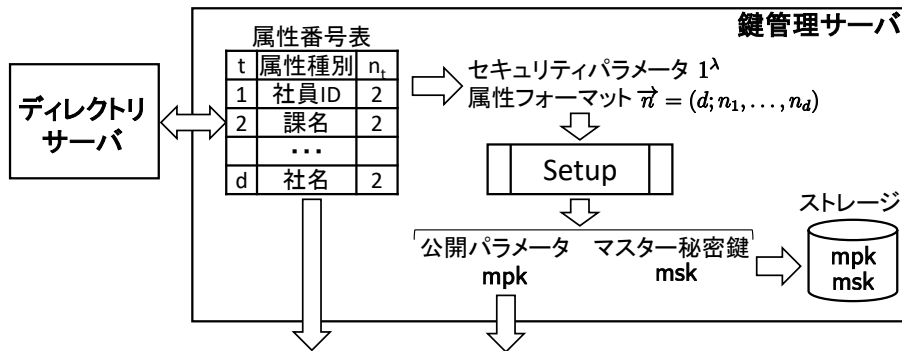 鍵管理サーバ
ディレクトリ
サーバ
属性番号表
t 属性種別 nt
1 社員ID 2
2 課名 2
・・・
d 社名 2
セキュリティパラメータ 1^λ
属性フォーマット n⃗ = (d; n1, . . . , nd)
Setup
公開パラメータ
mpk
マスター秘密鍵
msk
ストレージ
mpk
msk